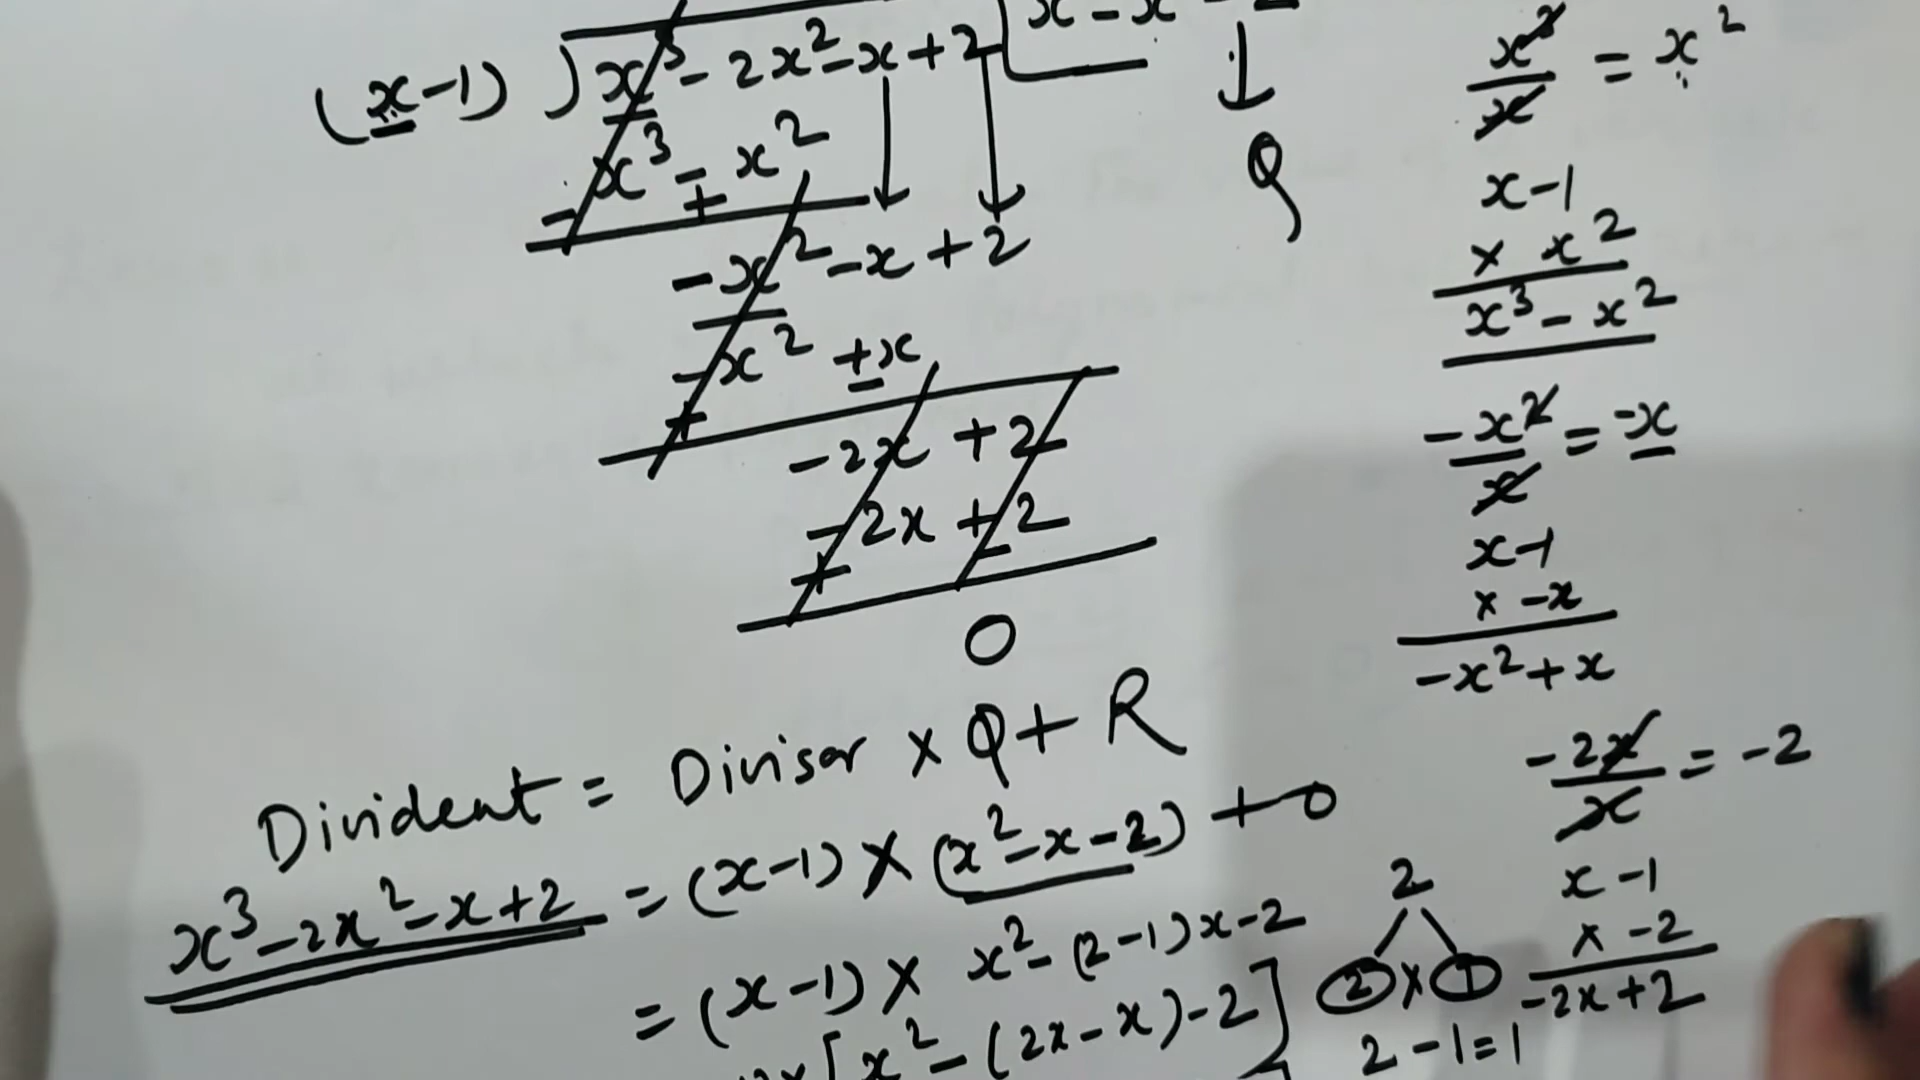 (x-1) ) x³ - 2x² - x + 2
x³ - x²
- +
-x² - x + 2
-x² + x
+ -
-2x + 2
-2x + 2
+ -
0
Divident = Divisor × Q + R
x³ - 2x² - x + 2 = (x-1) × (x² - x - 2) + 0
= (x-1) × x² - (2-1)x - 2
[x² - (2x - x) - 2]
Q
x³/x = x²
x-1
× x²
x³ - x²
-x²/x = -x
x-1
× -x
-x² + x
-2x/x = -2
x-1
× -2
-2x + 2
2
2 × 1
2 - 1 = 1